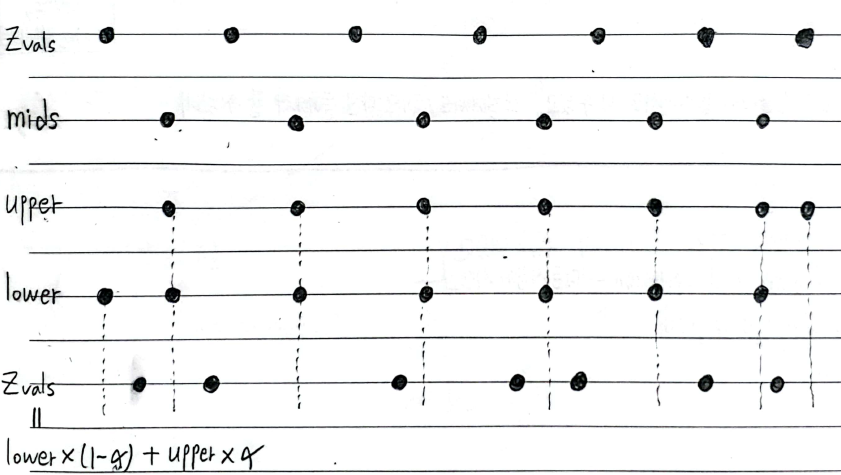 Zvals
mids
upper
lower
Zvals
||
lower×(1-a) + upper×a